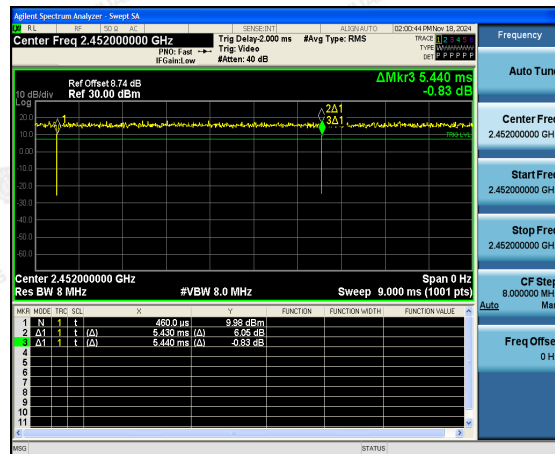 Agilent Spectrum Analyzer - Swept SA
RL RF 50 Ω AC SENSE:INT ALIGN AUTO 02:00:44 PM Nov 18, 2024
Center Freq 2.452000000 GHz
PNO: Fast
IFGain:Low
Trig Delay-2.000 ms
Trig: Video
#Atten: 40 dB
#Avg Type: RMS
TRACE 1 2 3 4 5 6
TYPE WWWWWW
DET P P P P P P
ΔMkr3 5.440 ms
-0.83 dB
Ref Offset 8.74 dB
10 dB/div Ref 30.00 dBm
Log
20.0
10.0
0.00
-10.0
-20.0
-30.0
-40.0
-50.0
-60.0
1
2Δ1
3Δ1
TRIG LVL
Center 2.452000000 GHz Span 0 Hz
Res BW 8 MHz #VBW 8.0 MHz Sweep 9.000 ms (1001 pts)
MKR MODE TRC SCL X Y FUNCTION FUNCTION WIDTH FUNCTION VALUE
1 N 1 t 460.0 µs 9.98 dBm
2 Δ1 1 t (Δ) 5.430 ms (Δ) 6.05 dB
3 Δ1 1 t (Δ) 5.440 ms (Δ) -0.83 dB
4
5
6
7
8
9
10
11
MSG STATUS
Frequency
Auto Tune
Center Freq
2.452000000 GH
Start Freq
2.452000000 GH
Stop Freq
2.452000000 GH
CF Step
8.000000 MH
Auto Man
Freq Offse
0 H